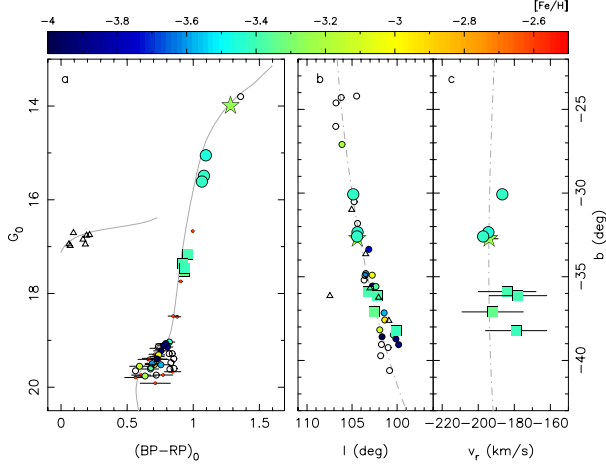 [Fe/H]
−4 −3.8 −3.6 −3.4 −3.2 −3 −2.8 −2.6
a b c
14 16 18 20
G0
0 0.5 1 1.5
(BP−RP)0
110 105 100
l (deg)
−220 −200 −180 −160
vr (km/s)
−25 −30 −35 −40
b (deg)